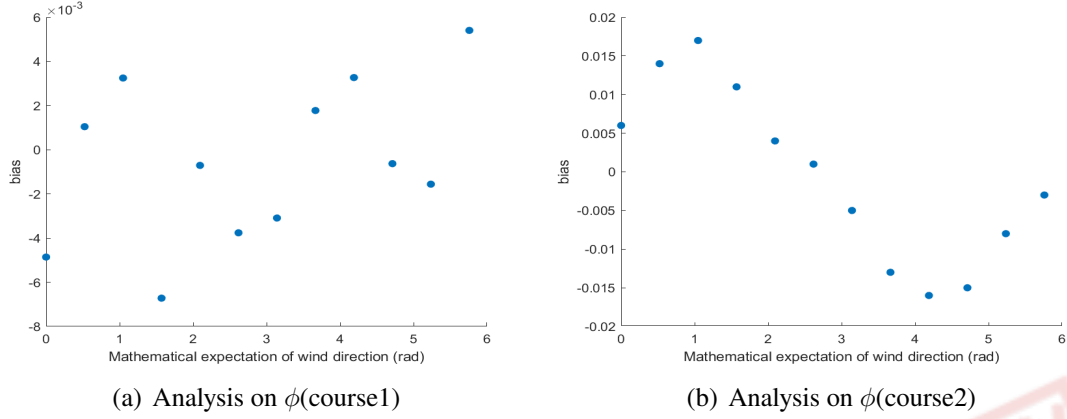 ×10^-3
6
4
2
0
-2
-4
-6
-8
bias
0 1 2 3 4 5 6
Mathematical expectation of wind direction (rad)
(a) Analysis on ϕ(course1)
0.02
0.015
0.01
0.005
0
-0.005
-0.01
-0.015
-0.02
bias
0 1 2 3 4 5 6
Mathematical expectation of wind direction (rad)
(b) Analysis on ϕ(course2)